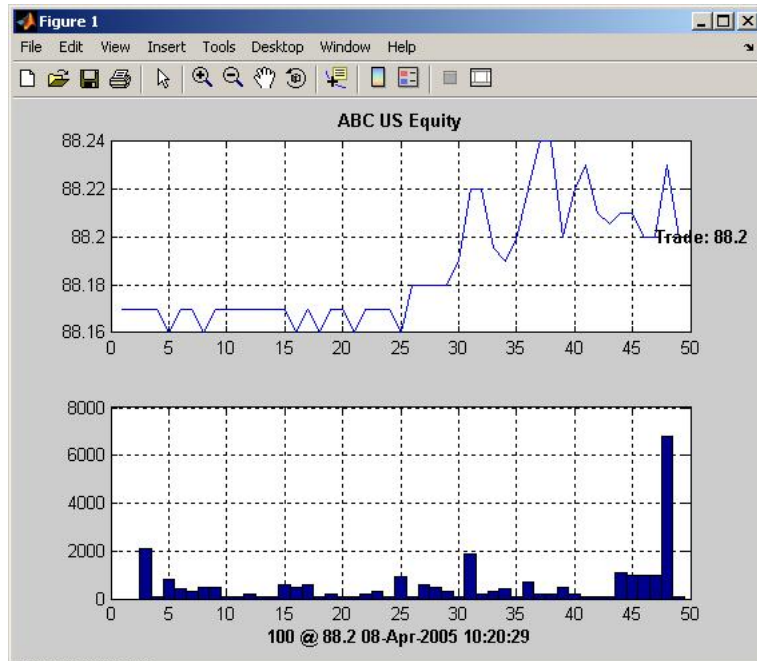 Figure 1
File Edit View Insert Tools Desktop Window Help
ABC US Equity
88.24
88.22
88.2
88.18
88.16
Trade: 88.2
0 5 10 15 20 25 30 35 40 45 50
8000
6000
4000
2000
0
0 5 10 15 20 25 30 35 40 45 50
100 @ 88.2 08-Apr-2005 10:20:29